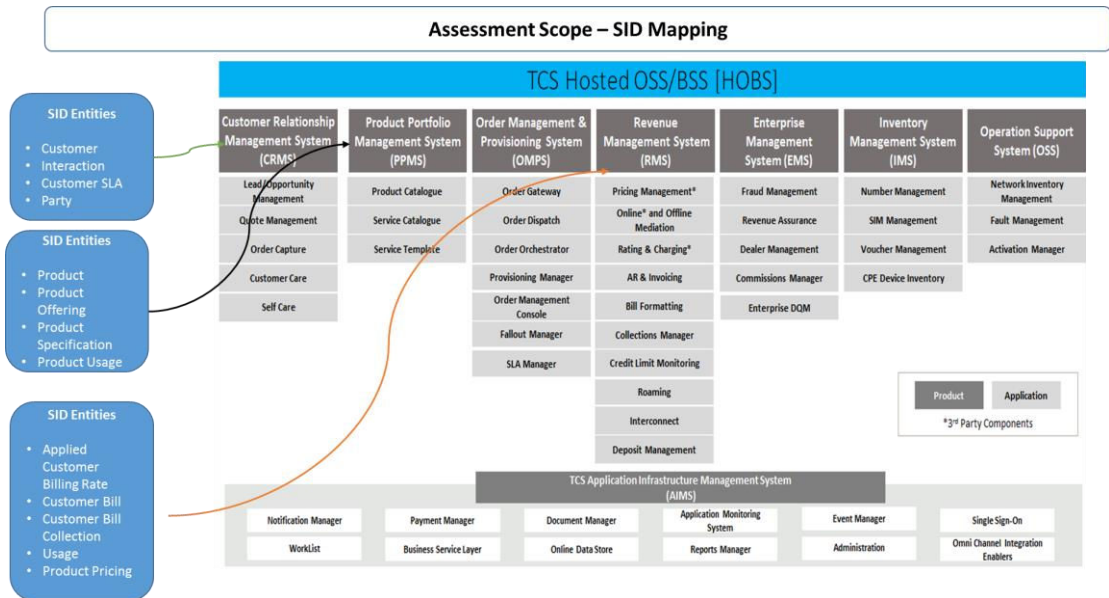 Assessment Scope – SID Mapping
TCS Hosted OSS/BSS [HOBS]
SID Entities
• Customer
• Interaction
• Customer SLA
• Party
SID Entities
• Product
• Product
Offering
• Product
Specification
• Product Usage
SID Entities
• Applied
Customer
Billing Rate
• Customer Bill
• Customer Bill
Collection
• Usage
• Product Pricing
Customer Relationship
Management System
(CRMS)
Lead/Opportunity
Management
Quote Management
Order Capture
Customer Care
Self Care
Product Portfolio
Management System
(PPMS)
Product Catalogue
Service Catalogue
Service Template
Order Management &
Provisioning System
(OMPS)
Order Gateway
Order Dispatch
Order Orchestrator
Provisioning Manager
Order Management
Console
Fallout Manager
SLA Manager
Revenue
Management System
(RMS)
Pricing Management*
Online* and Offline
Mediation
Rating & Charging*
AR & Invoicing
Bill Formatting
Collections Manager
Credit Limit Monitoring
Roaming
Interconnect
Deposit Management
Enterprise
Management
System (EMS)
Fraud Management
Revenue Assurance
Dealer Management
Commissions Manager
Enterprise DQM
Inventory
Management System
(IMS)
Number Management
SIM Management
Voucher Management
CPE Device Inventory
Operation Support
System (OSS)
Network Inventory
Management
Fault Management
Activation Manager
Product
Application
*3rd Party Components
TCS Application Infrastructure Management System
(AIMS)
Notification Manager
Payment Manager
Document Manager
Application Monitoring
System
Event Manager
Single Sign-On
WorkList
Business Service Layer
Online Data Store
Reports Manager
Administration
Omni Channel Integration
Enablers